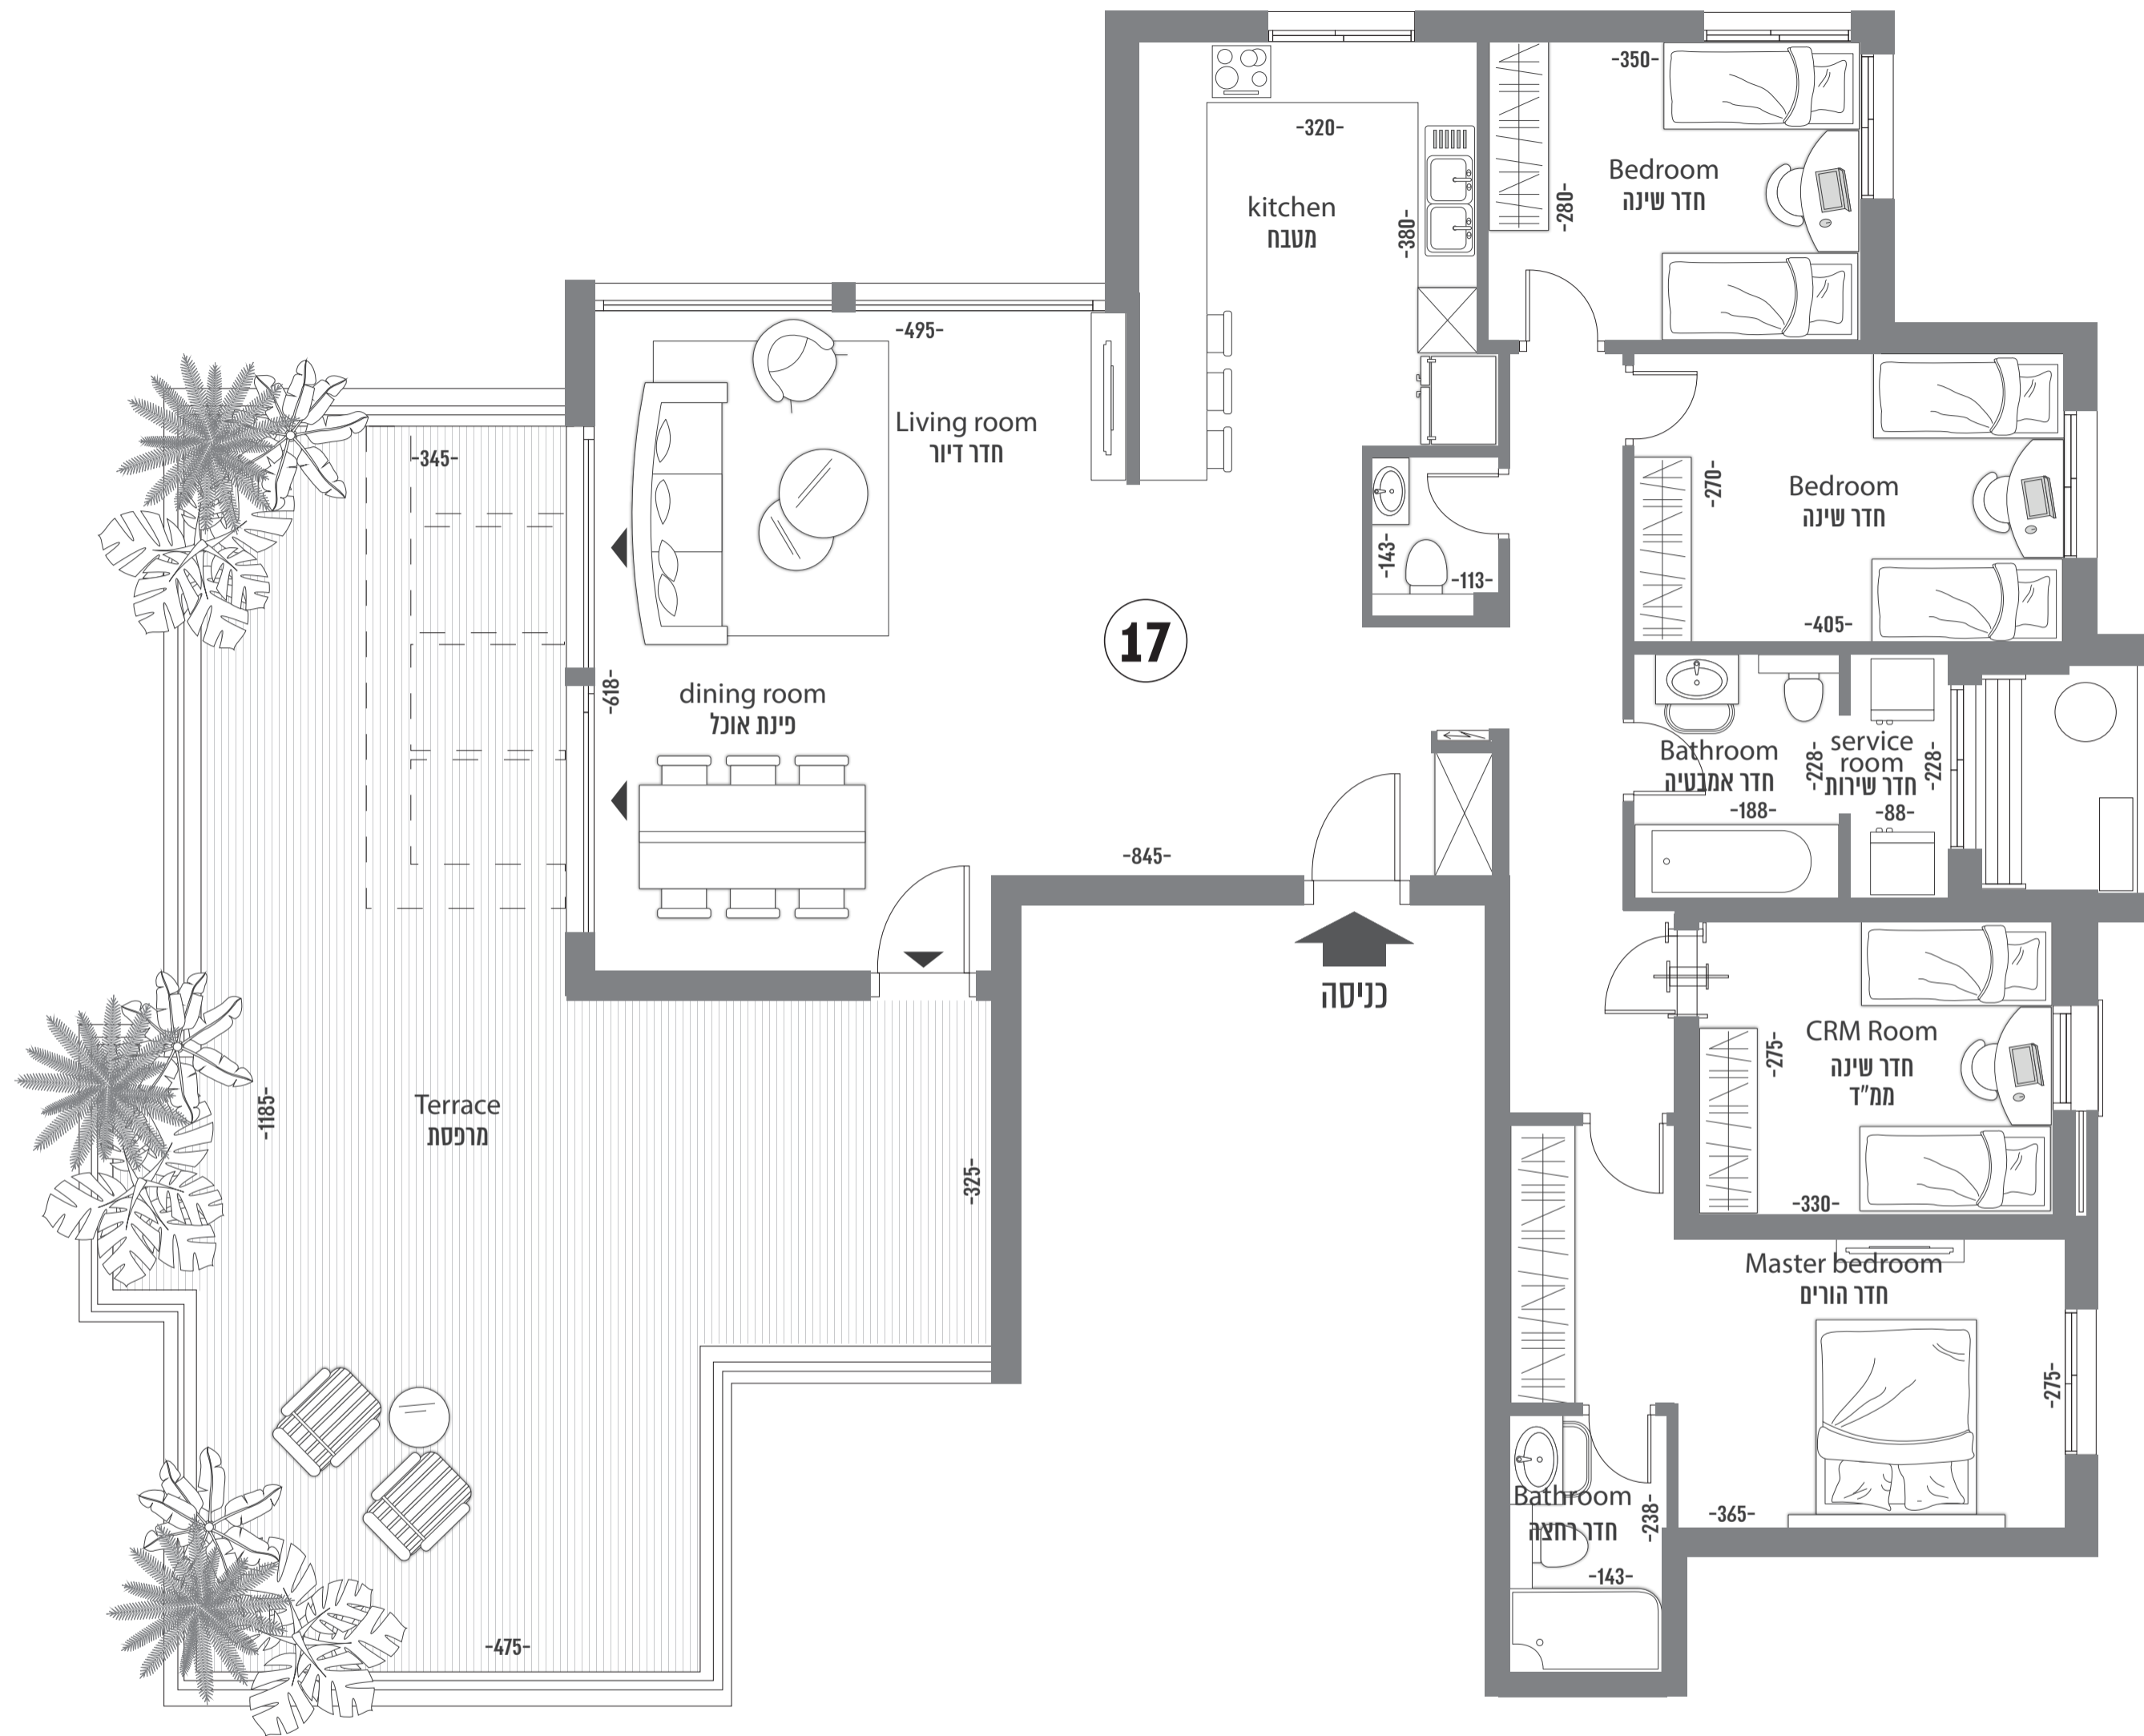 -350-
-320-
Bedroom
חדר שינה
-280-
kitchen
מטבח
-380-
-495-
Living room
חדר דיור
-345-
Bedroom
חדר שינה
-270-
-405-
-143-
-113-
17
-618-
dining room
פינת אוכל
Bathroom
חדר אמבטיה
-188-
-228-
service
room
חדר שירות
-88-
-228-
-845-
כניסה
CRM Room
חדר שינה
ממ"ד
-275-
-330-
Terrace
מרפסת
-1185-
-325-
Master bedroom
חדר הורים
-275-
-365-
Bathroom
חדר רחצה
-238-
-143-
-475-